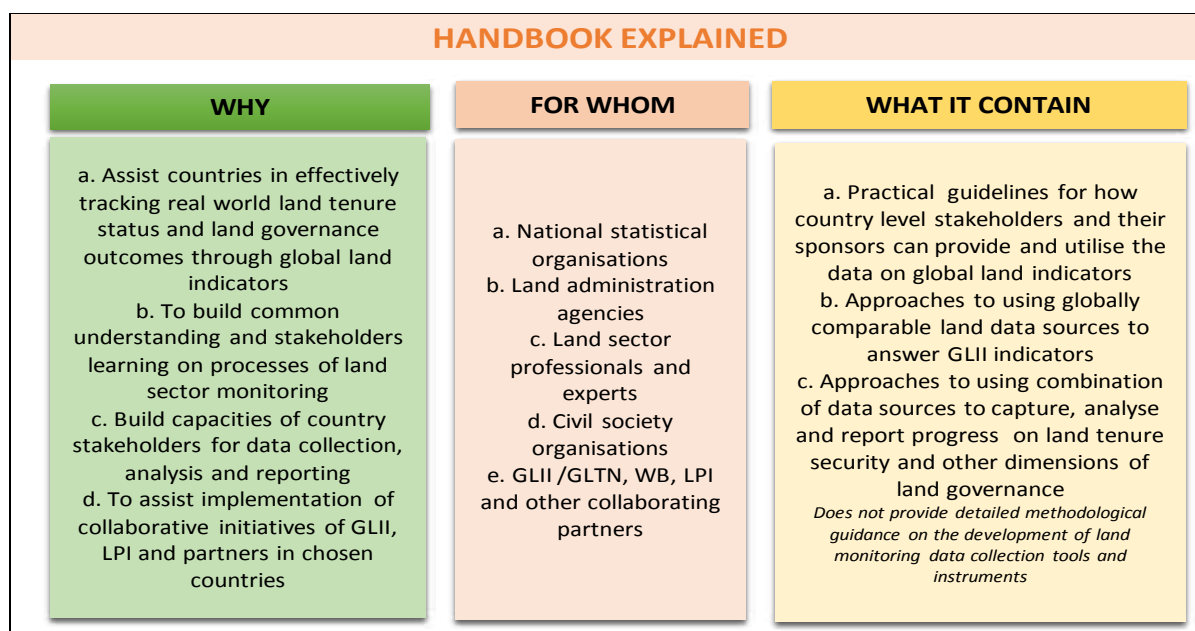 HANDBOOK EXPLAINED
WHY
a. Assist countries in effectively
tracking real world land tenure
status and land governance
outcomes through global land
indicators
b. To build common
understanding and stakeholders
learning on processes of land
sector monitoring
c. Build capacities of country
stakeholders for data collection,
analysis and reporting
d. To assist implementation of
collaborative initiatives of GLII,
LPI and partners in chosen
countries
FOR WHOM
a. National statistical
organisations
b. Land administration
agencies
c. Land sector
professionals and
experts
d. Civil society
organisations
e. GLII /GLTN, WB, LPI
and other collaborating
partners
WHAT IT CONTAIN
a. Practical guidelines for how
country level stakeholders and their
sponsors can provide and utilise the
data on global land indicators
b. Approaches to using globally
comparable land data sources to
answer GLII indicators
c. Approaches to using combination
of data sources to capture, analyse
and report progress on land tenure
security and other dimensions of
land governance
Does not provide detailed methodological
guidance on the development of land
monitoring data collection tools and
instruments